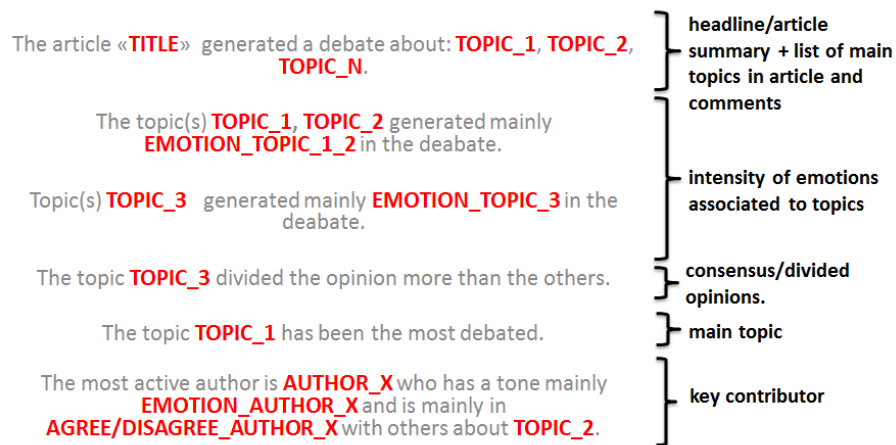 The article «TITLE» generated a debate about: TOPIC_1, TOPIC_2,
TOPIC_N.
headline/article
summary + list of main
topics in article and
comments
The topic(s) TOPIC_1, TOPIC_2 generated mainly
EMOTION_TOPIC_1_2 in the deabate.
Topic(s) TOPIC_3 generated mainly EMOTION_TOPIC_3 in the
deabate.
intensity of emotions
associated to topics
The topic TOPIC_3 divided the opinion more than the others.
consensus/divided
opinions.
The topic TOPIC_1 has been the most debated.
main topic
The most active author is AUTHOR_X who has a tone mainly
EMOTION_AUTHOR_X and is mainly in
AGREE/DISAGREE_AUTHOR_X with others about TOPIC_2.
key contributor